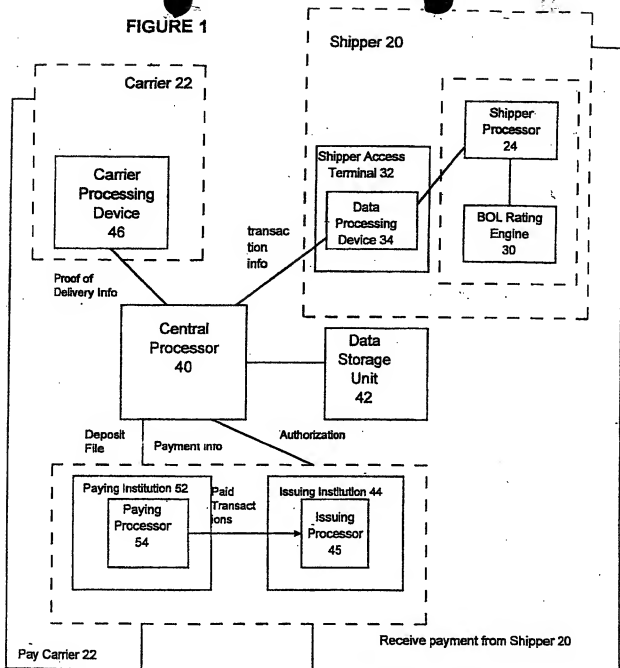 FIGURE 1
Shipper 20
Carrier 22
Shipper
Processor
24
Shipper Access
Terminal 32
Carrier
Processing
Device
46
Data
Processing
Device 34
BOL Rating
Engine
30
transac
tion
info
Proof of
Delivery Info
Central
Processor
40
Data
Storage
Unit
42
Deposit
File
Payment info
Authorization
Paying Institution 52
Paid
Transact
ions
Issuing Institution 44
Paying
Processor
54
Issuing
Processor
45
Pay Carrier 22
Receive payment from Shipper 20